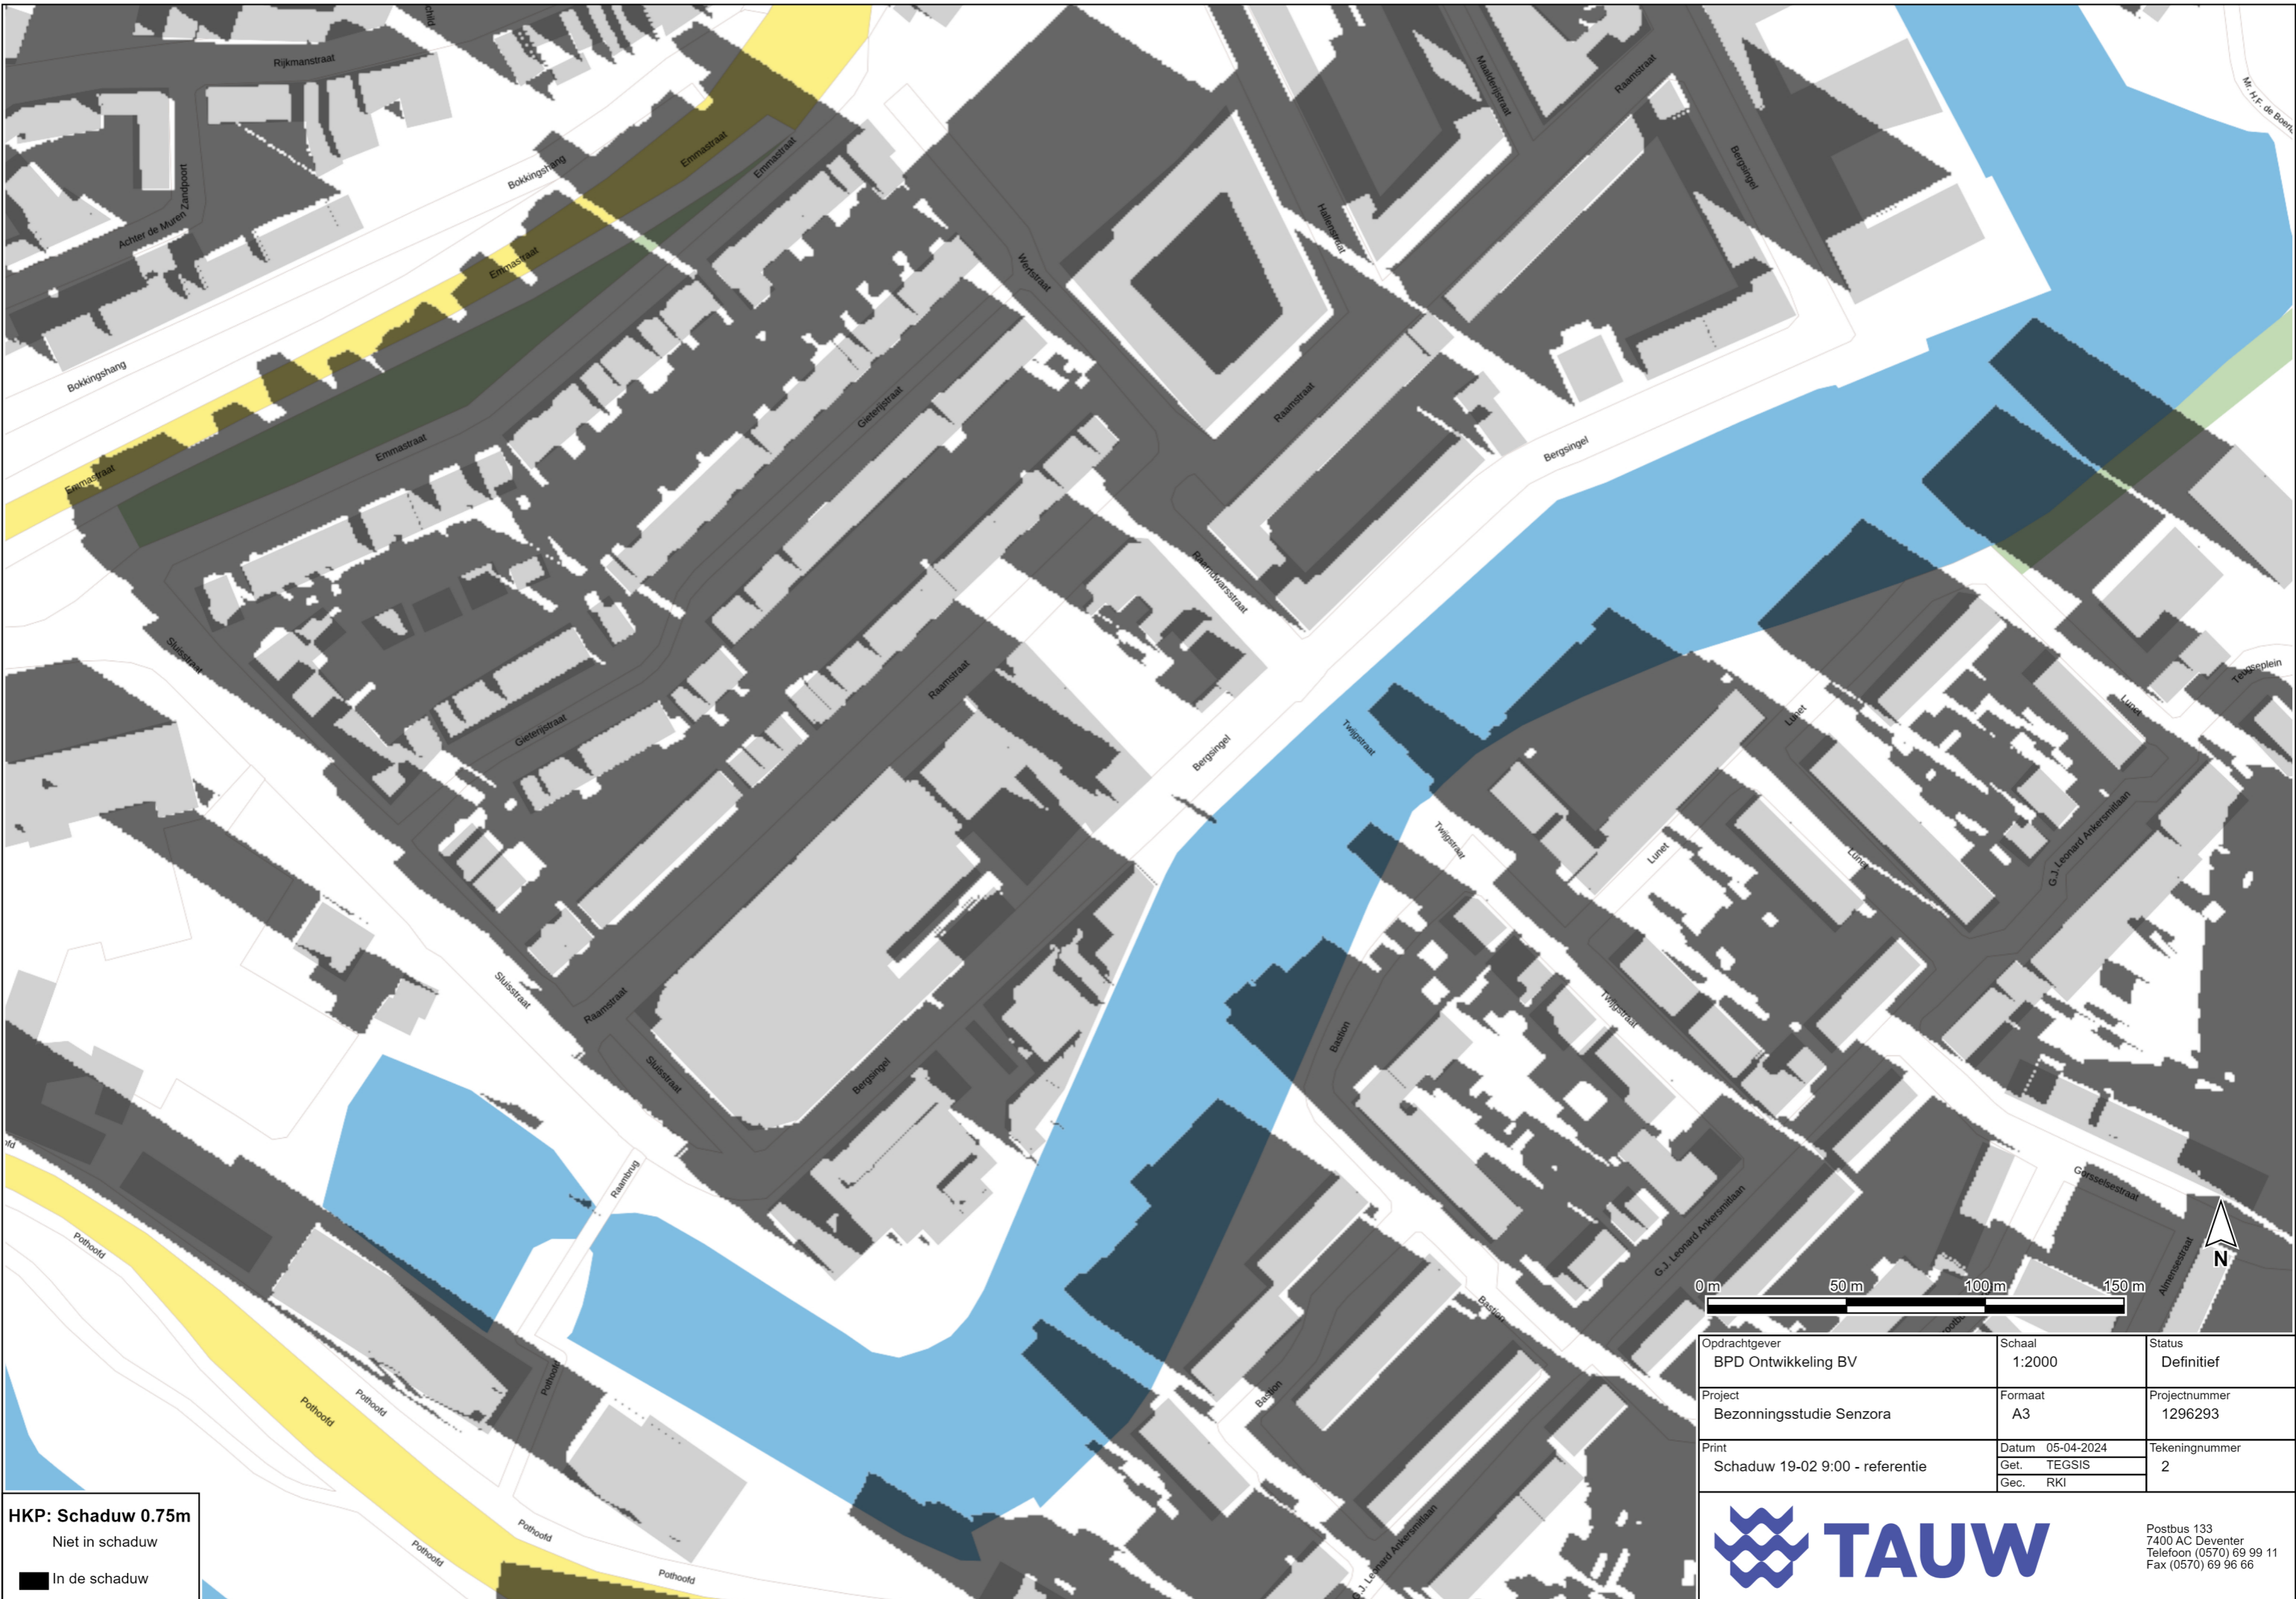 Rijkmanstraat
Zandpoort
Achter de Muren
Bokkingshang
Bokkingshang
Emmastraat
Emmastraat
Emmastraat
Emmastraat
Emmastraat
Maalderijstraat
Raamstraat
Bergsingel
Mr. H.F. de Boerl
Hallenstraat
Werfstraat
Gieterijstraat
Raamstraat
Bergsingel
Sluisstraat
Raamstraat
Gieterijstraat
Bergsingel
Twijgstraat
Lunet
Lunet
Teugseplein
Twijgstraat
Lunet
Lunet
G.J. Leonard Ankersmitlaan
Sluisstraat
Raamstraat
Twijgstraat
Bastion
Sluisstraat
Bergsingel
Raambrug
Gorsselsestraat
G.J. Leonard Ankersmitlaan
Almensestraat
N
Pothoofd
Pothoofd
Pothoofd
Pothoofd
Bastion
Bastion
G.J. Leonard Ankersmitlaan
Pothoofd
Pothoofd
Pothoofd
0 m 50 m 100 m 150 m
Opdrachtgever
BPD Ontwikkeling BV
Schaal
1:2000
Status
Definitief
Project
Bezonningsstudie Senzora
Formaat
A3
Projectnummer
1296293
Print
Schaduw 19-02 9:00 - referentie
Datum 05-04-2024
Get. TEGSIS
Gec. RKI
Tekeningnummer
2
HKP: Schaduw 0.75m
Niet in schaduw
In de schaduw
TAUW
Postbus 133
7400 AC Deventer
Telefoon (0570) 69 99 11
Fax (0570) 69 96 66